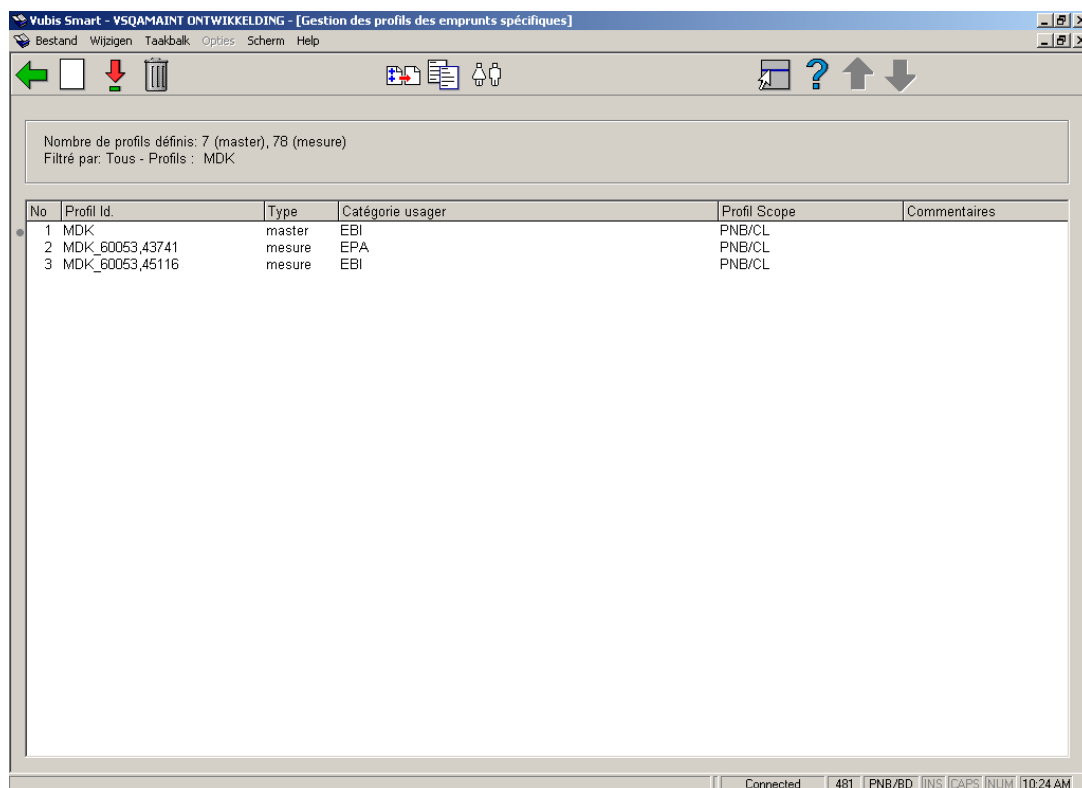 Vubis Smart - VSQAMAINT ONTWIKKELDING - [Gestion des profils des emprunts spécifiques]
Bestand Wijzigen Taakbalk Opties Scherm Help
Nombre de profils définis: 7 (master), 78 (mesure)
Filtré par: Tous - Profils : MDK
No Profil Id. Type Catégorie usager Profil Scope Commentaires
1 MDK master EBI PNB/CL
2 MDK_60053,43741 mesure EPA PNB/CL
3 MDK_60053,45116 mesure EBI PNB/CL
Connected 481 PNB/BD INS CAPS NUM 10:24 AM